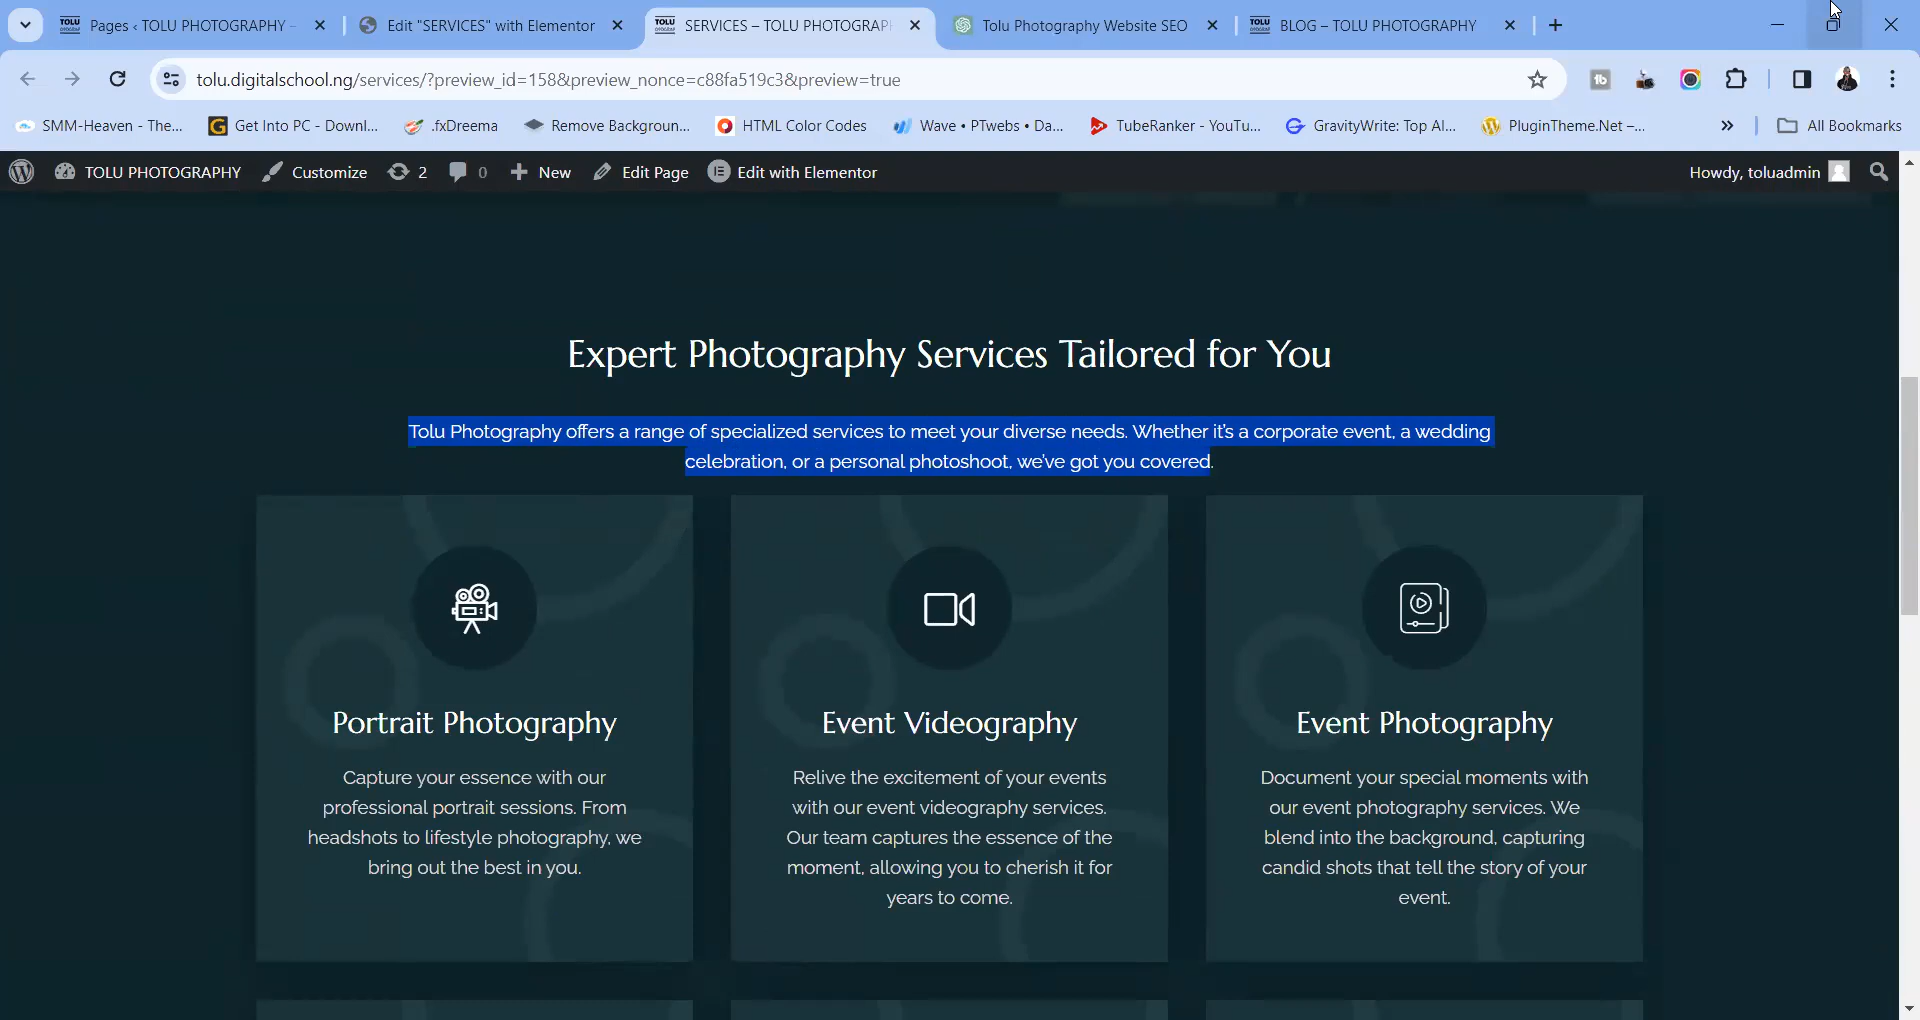 Pages ‹ TOLU PHOTOGRAPHY –
Edit "SERVICES" with Elementor
SERVICES – TOLU PHOTOGRAP
Tolu Photography Website SEO
BLOG – TOLU PHOTOGRAPHY
tolu.digitalschool.ng/services/?preview_id=158&preview_nonce=c88fa519c3&preview=true
SMM-Heaven - The...
Get Into PC - Downl...
.fxDreema
Remove Backgroun...
HTML Color Codes
Wave • PTwebs • Da...
TubeRanker - YouTu...
GravityWrite: Top Al...
PluginTheme.Net –...
»
All Bookmarks
TOLU PHOTOGRAPHY
Customize
2
0
New
Edit Page
Edit with Elementor
Howdy, toluadmin
Expert Photography Services Tailored for You
Tolu Photography offers a range of specialized services to meet your diverse needs. Whether it's a corporate event, a wedding
celebration, or a personal photoshoot, we've got you covered.
Portrait Photography
Capture your essence with our
professional portrait sessions. From
headshots to lifestyle photography, we
bring out the best in you.
Event Videography
Relive the excitement of your events
with our event videography services.
Our team captures the essence of the
moment, allowing you to cherish it for
years to come.
Event Photography
Document your special moments with
our event photography services. We
blend into the background, capturing
candid shots that tell the story of your
event.